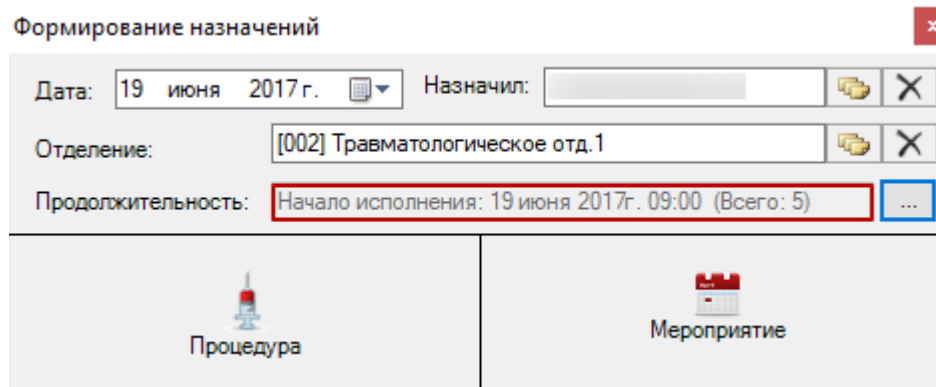 Формирование назначений
Дата: 19 июня 2017 г. Назначил:
Отделение: [002] Травматологическое отд.1
Продолжительность: Начало исполнения: 19 июня 2017г. 09:00 (Всего: 5) ...
Процедура
Мероприятие